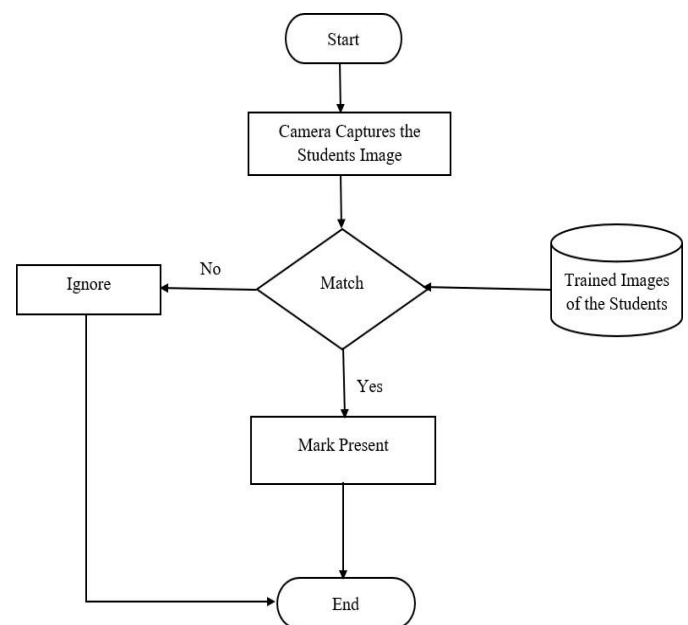 Start
Camera Captures the
Students Image
Match
No
Ignore
Trained Images
of the Students
Yes
Mark Present
End